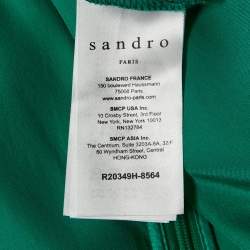 sandro
PARIS
SANDRO FRANCE
150 boulevard Haussmann
75008 Paris
www.sandro-paris.com
SMCP USA Inc.
10 Crosby Street, 3rd Floor
New York, NY 10013
RN132784
SMCP ASIA Inc.
The Centrium, Suite 3203A-5A, 32/F
60 Wyndham Street, Central
HONG-KONG
R20349H-8564